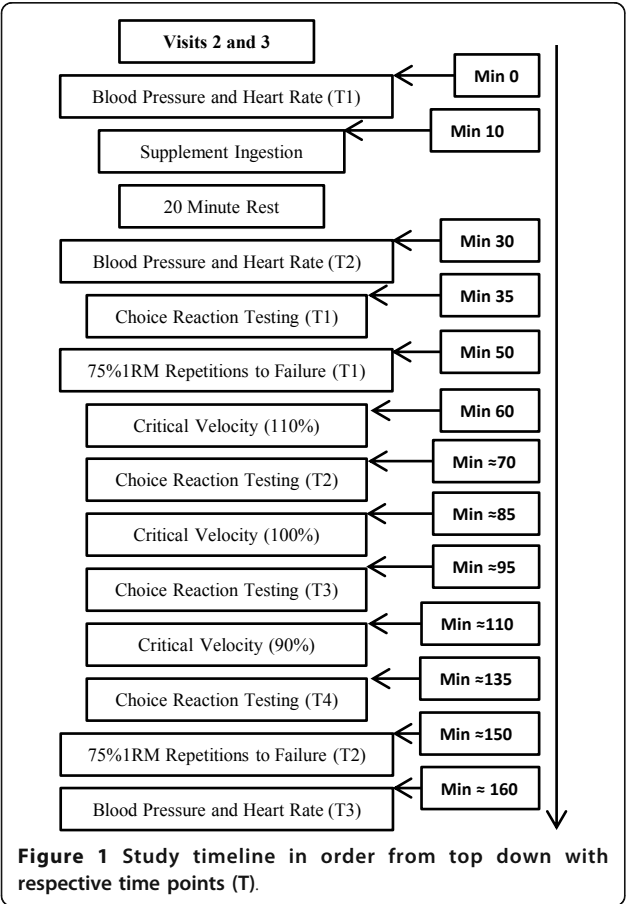 Visits 2 and 3
Min 0
Blood Pressure and Heart Rate (T1)
Min 10
Supplement Ingestion
20 Minute Rest
Min 30
Blood Pressure and Heart Rate (T2)
Min 35
Choice Reaction Testing (T1)
Min 50
75%1RM Repetitions to Failure (T1)
Min 60
Critical Velocity (110%)
Min ≈70
Choice Reaction Testing (T2)
Min ≈85
Critical Velocity (100%)
Min ≈95
Choice Reaction Testing (T3)
Min ≈110
Critical Velocity (90%)
Min ≈135
Choice Reaction Testing (T4)
Min ≈150
75%1RM Repetitions to Failure (T2)
Min ≈ 160
Blood Pressure and Heart Rate (T3)
Figure 1 Study timeline in order from top down with
respective time points (T).